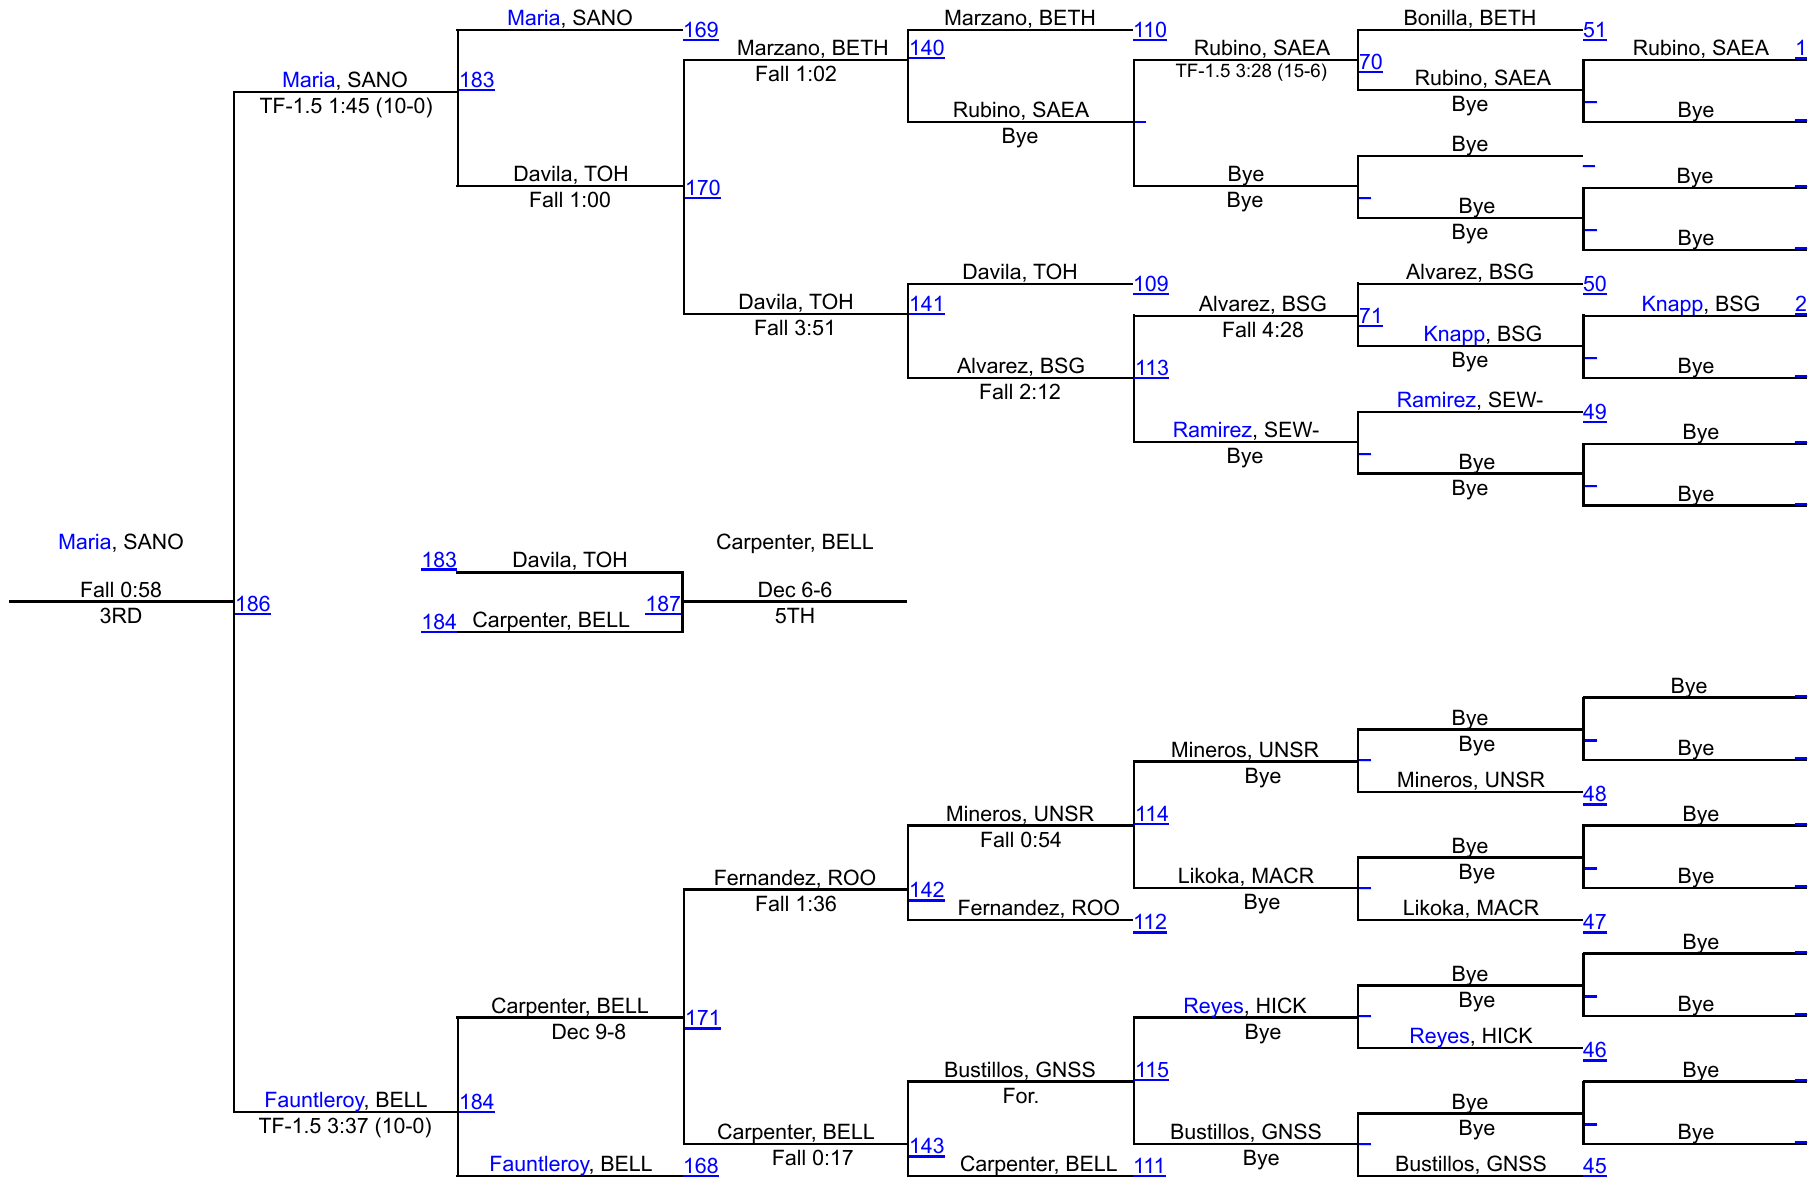 Maria, SANO
169
Marzano, BETH
110
Bonilla, BETH
51
Marzano, BETH
140
Fall 1:02
Rubino, SAEA
TF-1.5 3:28 (15-6)
70
Rubino, SAEA
1
Maria, SANO
183
TF-1.5 1:45 (10-0)
Rubino, SAEA
Bye
Rubino, SAEA
Bye
Bye
Bye
Davila, TOH
Fall 1:00
170
Bye
Bye
Bye
Bye
Bye
Bye
Davila, TOH
109
Alvarez, BSG
50
Davila, TOH
Fall 3:51
141
Alvarez, BSG
Fall 4:28
71
Knapp, BSG
2
Knapp, BSG
Bye
Alvarez, BSG
Fall 2:12
113
Bye
Ramirez, SEW-
49
Ramirez, SEW-
Bye
Bye
Bye
Bye
Bye
Maria, SANO
Fall 0:58
3RD
186
183
Davila, TOH
Carpenter, BELL
187
Dec 6-6
5TH
184
Carpenter, BELL
Bye
Bye
Bye
Bye
Mineros, UNSR
Bye
Mineros, UNSR
48
Mineros, UNSR
Fall 0:54
114
Bye
Bye
Bye
Bye
Fernandez, ROO
Fall 1:36
142
Likoka, MACR
Bye
Fernandez, ROO
112
Likoka, MACR
47
Bye
Bye
Bye
Bye
Carpenter, BELL
Dec 9-8
171
Reyes, HICK
Bye
Reyes, HICK
46
Bustillos, GNSS
For.
115
Bye
Bye
Bye
Bye
Fauntleroy, BELL
TF-1.5 3:37 (10-0)
184
Carpenter, BELL
Fall 0:17
143
Bustillos, GNSS
Bye
Fauntleroy, BELL
168
Carpenter, BELL
111
Bustillos, GNSS
45